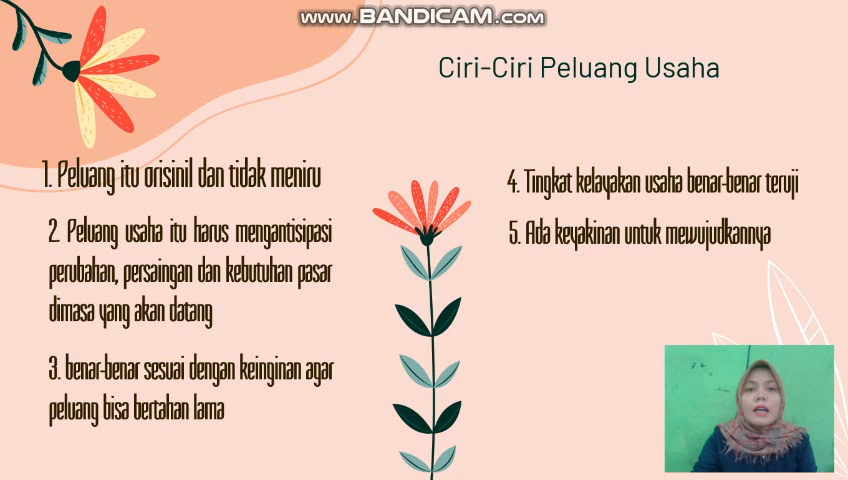 www.BANDICAM.com
Ciri-Ciri Peluang Usaha
1. Peluang itu orisinil dan tidak meniru
2. Peluang usaha itu harus mengantisipasi
perubahan, persaingan dan kebutuhan pasar
dimasa yang akan datang
3. benar-benar sesuai dengan keinginan agar
peluang bisa bertahan lama
4. Tingkat kelayakan usaha benar-benar teruji
5. Ada keyakinan untuk mewujudkannya